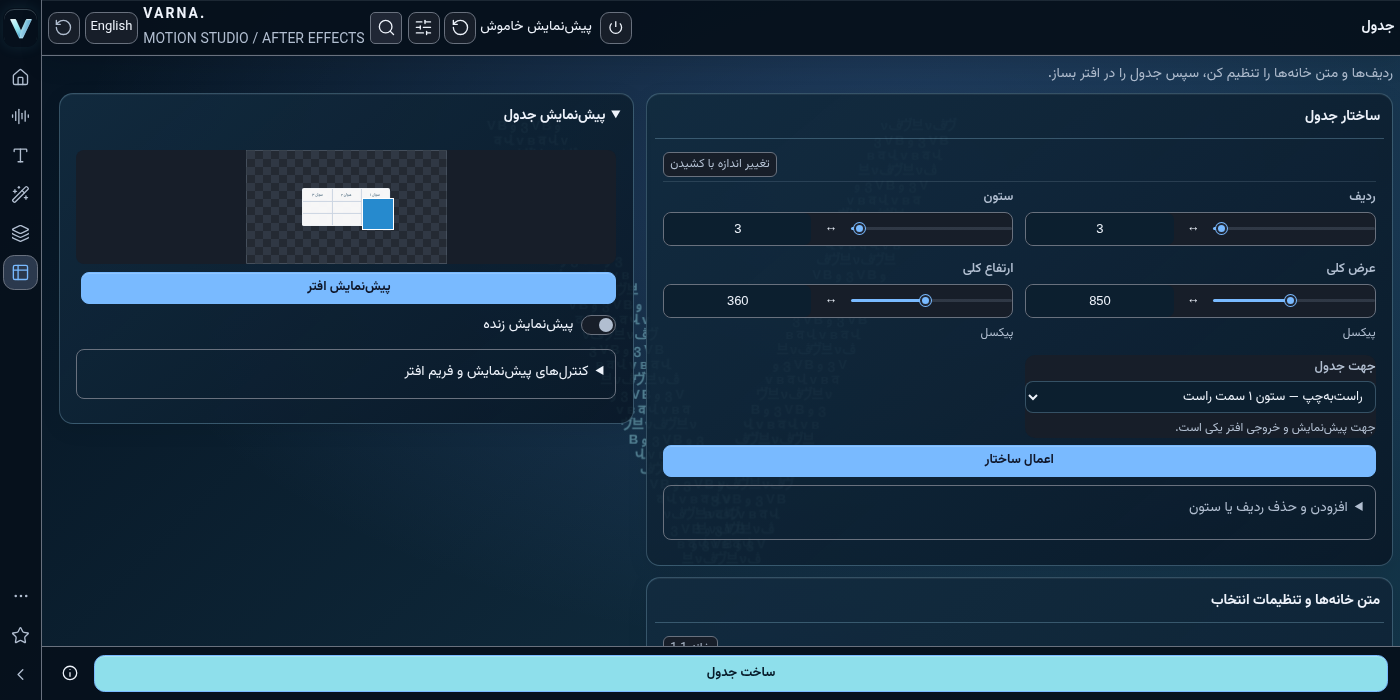 English
VARNA.
MOTION STUDIO / AFTER EFFECTS
پیش‌نمایش خاموش
جدول
ردیف‌ها و متن خانه‌ها را تنظیم کن، سپس جدول را در افتر بساز.
ساختار جدول
تغییر اندازه با کشیدن
ردیف
ستون
3
3
عرض کلی
ارتفاع کلی
850
360
پیکسل
پیکسل
جهت جدول
راست‌به‌چپ — ستون ۱ سمت راست
جهت پیش‌نمایش و خروجی افتر یکی است.
اعمال ساختار
افزودن و حذف ردیف یا ستون
متن خانه‌ها و تنظیمات انتخاب
پیش‌نمایش جدول
پیش‌نمایش افتر
پیش‌نمایش زنده
کنترل‌های پیش‌نمایش و فریم افتر
ساخت جدول